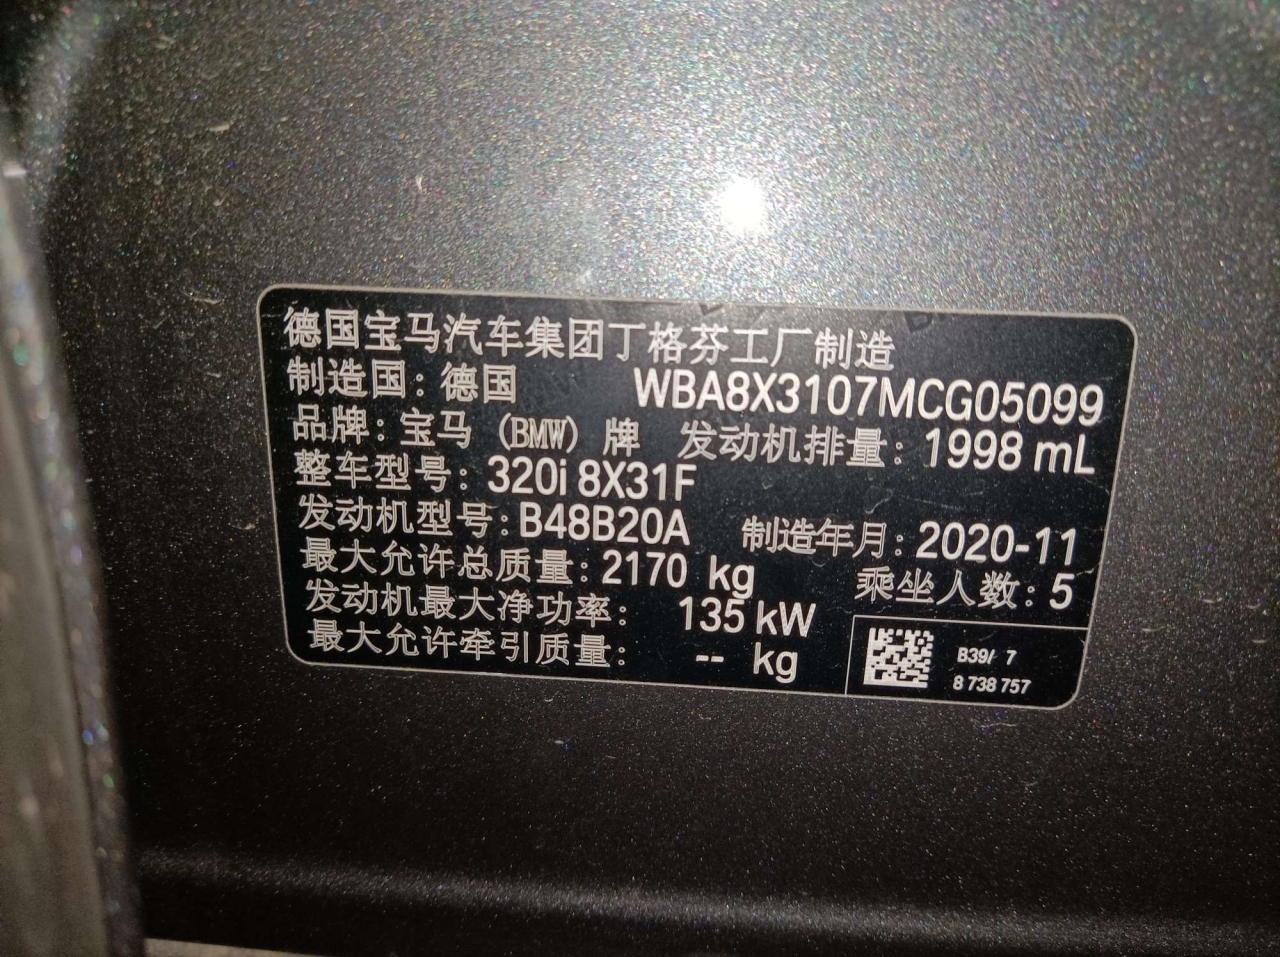 德国宝马汽车集团丁格芬工厂制造
制造国：德国 WBA8X3107MCG05099
品牌：宝马 (BMW) 牌 发动机排量：1998 mL
整车型号：320i 8X31F
发动机型号：B48B20A 制造年月：2020-11
最大允许总质量：2170 kg 乘坐人数：5
发动机最大净功率： 135 kW
最大允许牵引质量： -- kg
B39/ 7
8 738 757